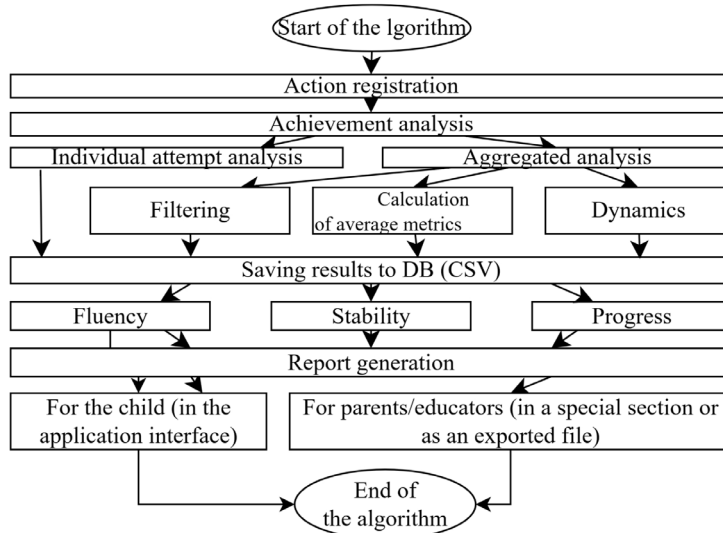 Start of the lgorithm
Action registration
Achievement analysis
Individual attempt analysis
Aggregated analysis
Filtering
Calculation
of average metrics
Dynamics
Saving results to DB (CSV)
Fluency
Stability
Progress
Report generation
For the child (in the
application interface)
For parents/educators (in a special section or
as an exported file)
End of
the algorithm